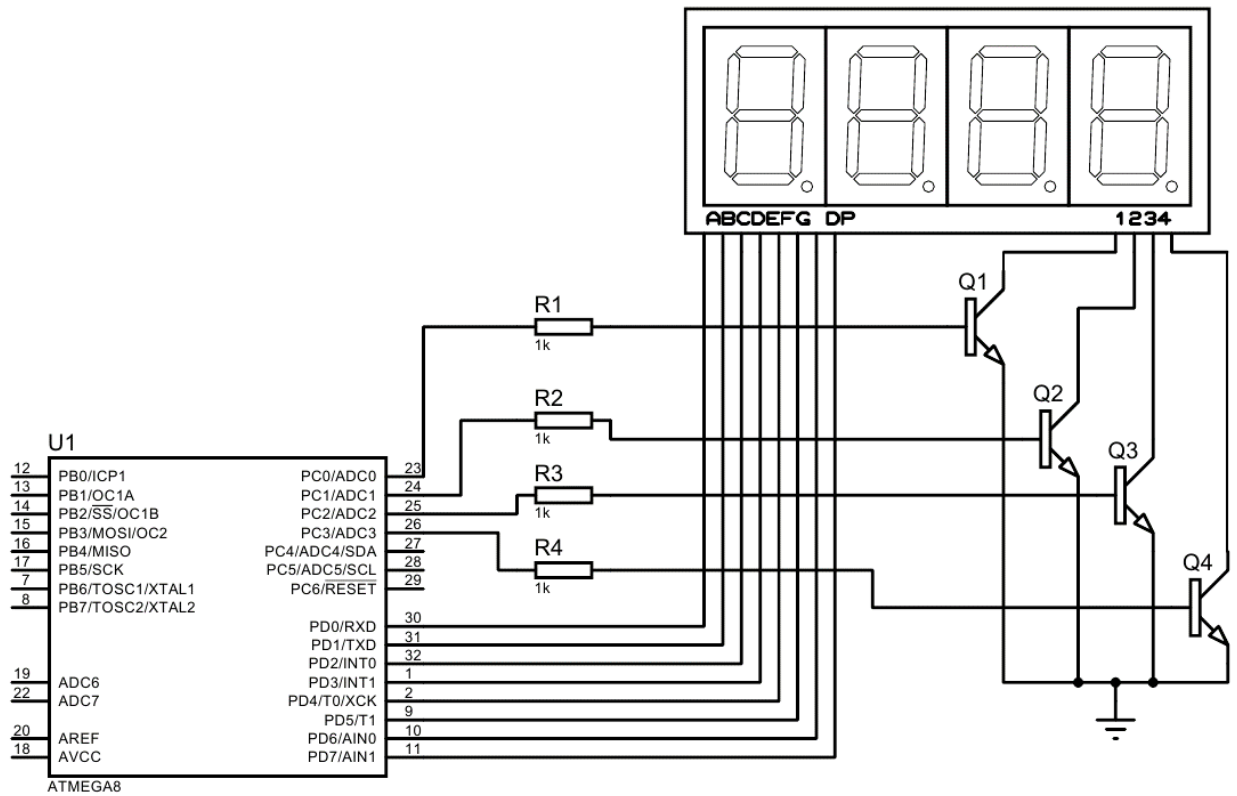 ABCDEFG DP
1234
Q1
R1
1k
Q2
R2
1k
Q3
R3
1k
Q4
R4
1k
U1
12 PB0/ICP1 PC0/ADC0 23
13 PB1/OC1A PC1/ADC1 24
14 PB2/SS/OC1B PC2/ADC2 25
15 PB3/MOSI/OC2 PC3/ADC3 26
16 PB4/MISO PC4/ADC4/SDA 27
17 PB5/SCK PC5/ADC5/SCL 28
7 PB6/TOSC1/XTAL1 PC6/RESET 29
8 PB7/TOSC2/XTAL2
PD0/RXD 30
PD1/TXD 31
PD2/INT0 32
19 ADC6 PD3/INT1 1
22 ADC7 PD4/T0/XCK 2
PD5/T1 9
20 AREF PD6/AIN0 10
18 AVCC PD7/AIN1 11
ATMEGA8